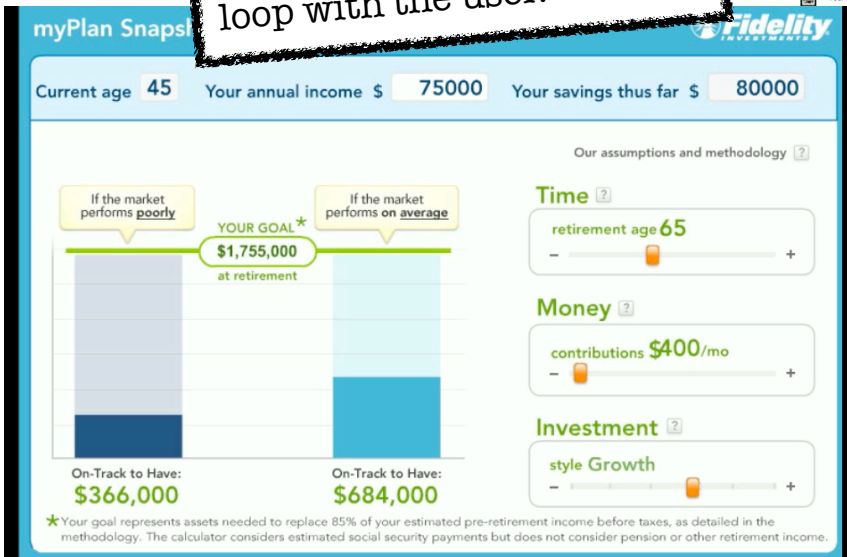 loop with the user.
myPlan Snaps
Fidelity
INVESTMENTS
Current age 45 Your annual income $ 75000 Your savings thus far $ 80000
Our assumptions and methodology ?
If the market
performs poorly
If the market
performs on average
YOUR GOAL*
$1,755,000
at retirement
Time ?
retirement age 65
- +
Money ?
contributions $400/mo
- +
Investment ?
style Growth
- +
On-Track to Have:
$366,000
On-Track to Have:
$684,000
*Your goal represents assets needed to replace 85% of your estimated pre-retirement income before taxes, as detailed in the
methodology. The calculator considers estimated social security payments but does not consider pension or other retirement income.